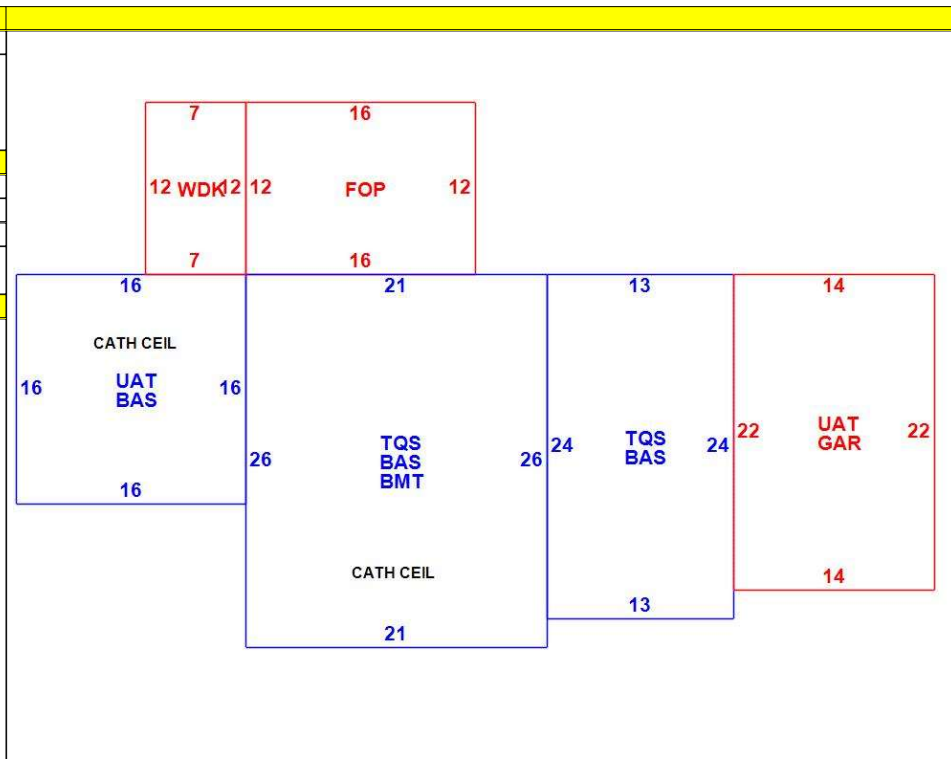 7
16
12 WDK 12
12 FOP 12
7
16
16
21
13
14
CATH CEIL
16
UAT
BAS
16
16
26
TQS
BAS
BMT
26
CATH CEIL
21
24
TQS
BAS
24
13
22
UAT
GAR
22
14